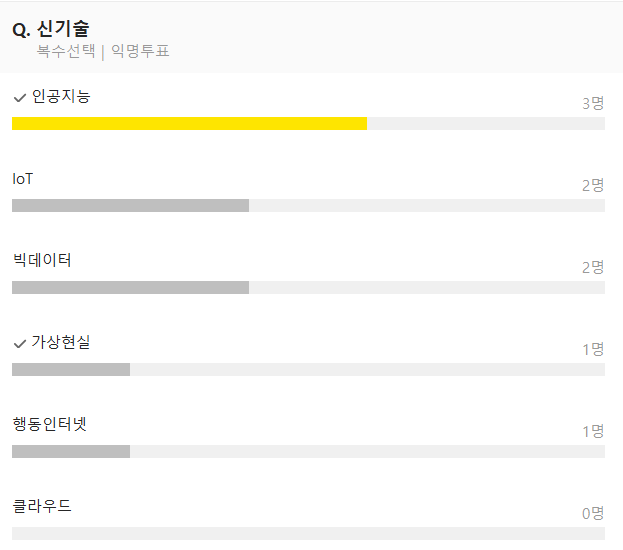 Q. 신기술
복수선택 | 익명투표
인공지능
3명
IoT
2명
빅데이터
2명
가상현실
1명
행동인터넷
1명
클라우드
0명